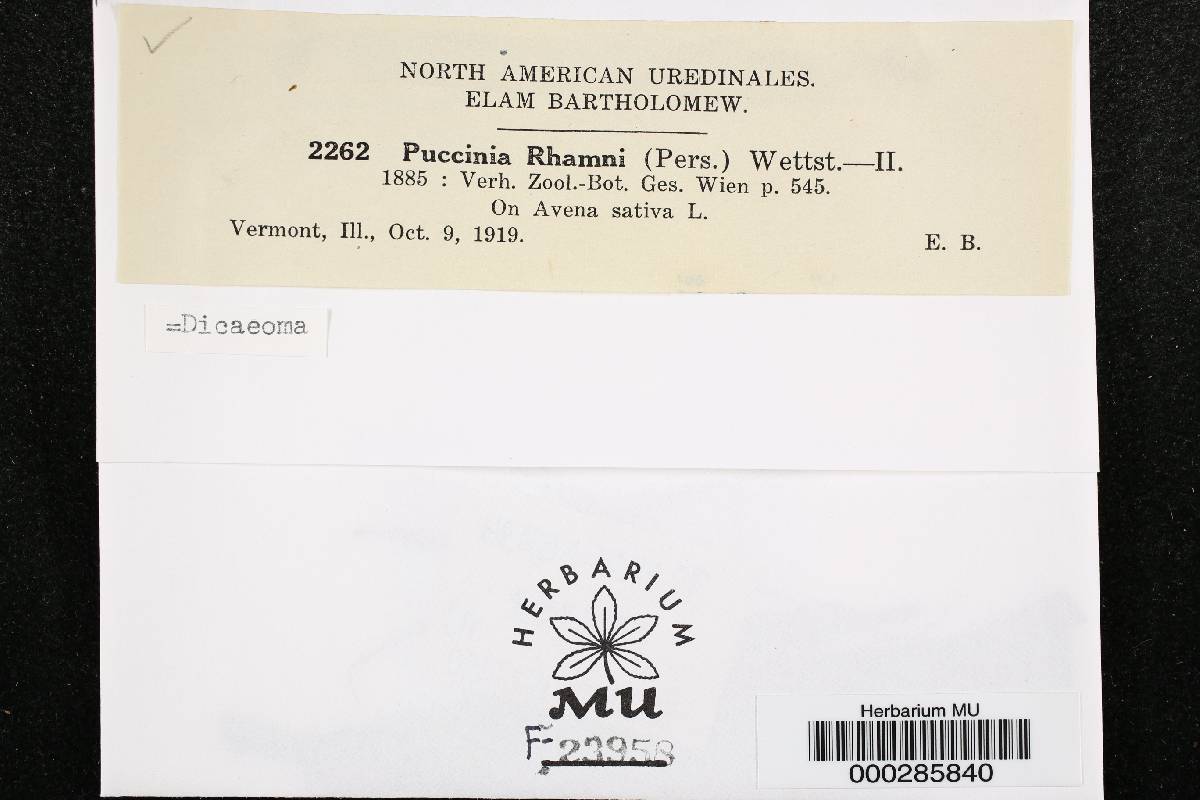 NORTH AMERICAN UREDINALES.
ELAM BARTHOLOMEW.
2262 Puccinia Rhamni (Pers.) Wettst.—II.
1885 : Verh. Zool.-Bot. Ges. Wien p. 545.
On Avena sativa L.
Vermont, Ill., Oct. 9, 1919.
E. B.
=Dicaeoma
HERBARIUM
MU
F-23958
Herbarium MU
000285840